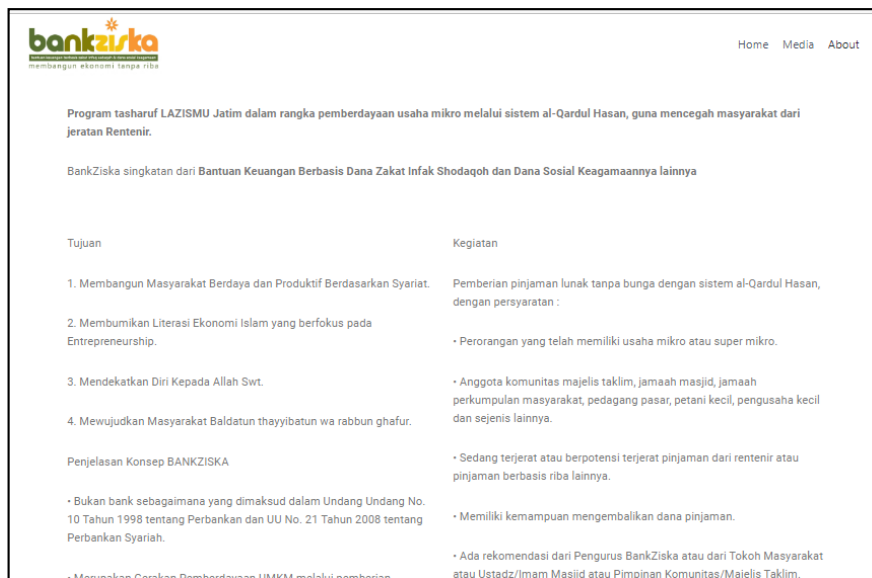 bankziska
membangun ekonomi tanpa riba
Home Media About
Program tasharuf LAZISMU Jatim dalam rangka pemberdayaan usaha mikro melalui sistem al-Qardul Hasan, guna mencegah masyarakat dari
jeratan Rentenir.
BankZiska singkatan dari Bantuan Keuangan Berbasis Dana Zakat Infak Shodaqoh dan Dana Sosial Keagamaannya lainnya
Tujuan
1. Membangun Masyarakat Berdaya dan Produktif Berdasarkan Syariat.
2. Membumikan Literasi Ekonomi Islam yang berfokus pada
Entrepreneurship.
3. Mendekatkan Diri Kepada Allah Swt.
4. Mewujudkan Masyarakat Baldatun thayyibatun wa rabbun ghafur.
Penjelasan Konsep BANKZISKA
• Bukan bank sebagaimana yang dimaksud dalam Undang Undang No.
10 Tahun 1998 tentang Perbankan dan UU No. 21 Tahun 2008 tentang
Perbankan Syariah.
• Merupakan Gerakan Pemberdayaan UMKM melalui pemberian
Kegiatan
Pemberian pinjaman lunak tanpa bunga dengan sistem al-Qardul Hasan,
dengan persyaratan :
• Perorangan yang telah memiliki usaha mikro atau super mikro.
• Anggota komunitas majelis taklim, jamaah masjid, jamaah
perkumpulan masyarakat, pedagang pasar, petani kecil, pengusaha kecil
dan sejenis lainnya.
• Sedang terjerat atau berpotensi terjerat pinjaman dari rentenir atau
pinjaman berbasis riba lainnya.
• Memiliki kemampuan mengembalikan dana pinjaman.
• Ada rekomendasi dari Pengurus BankZiska atau dari Tokoh Masyarakat
atau Ustadz/Imam Masjid atau Pimpinan Komunitas/Majelis Taklim.